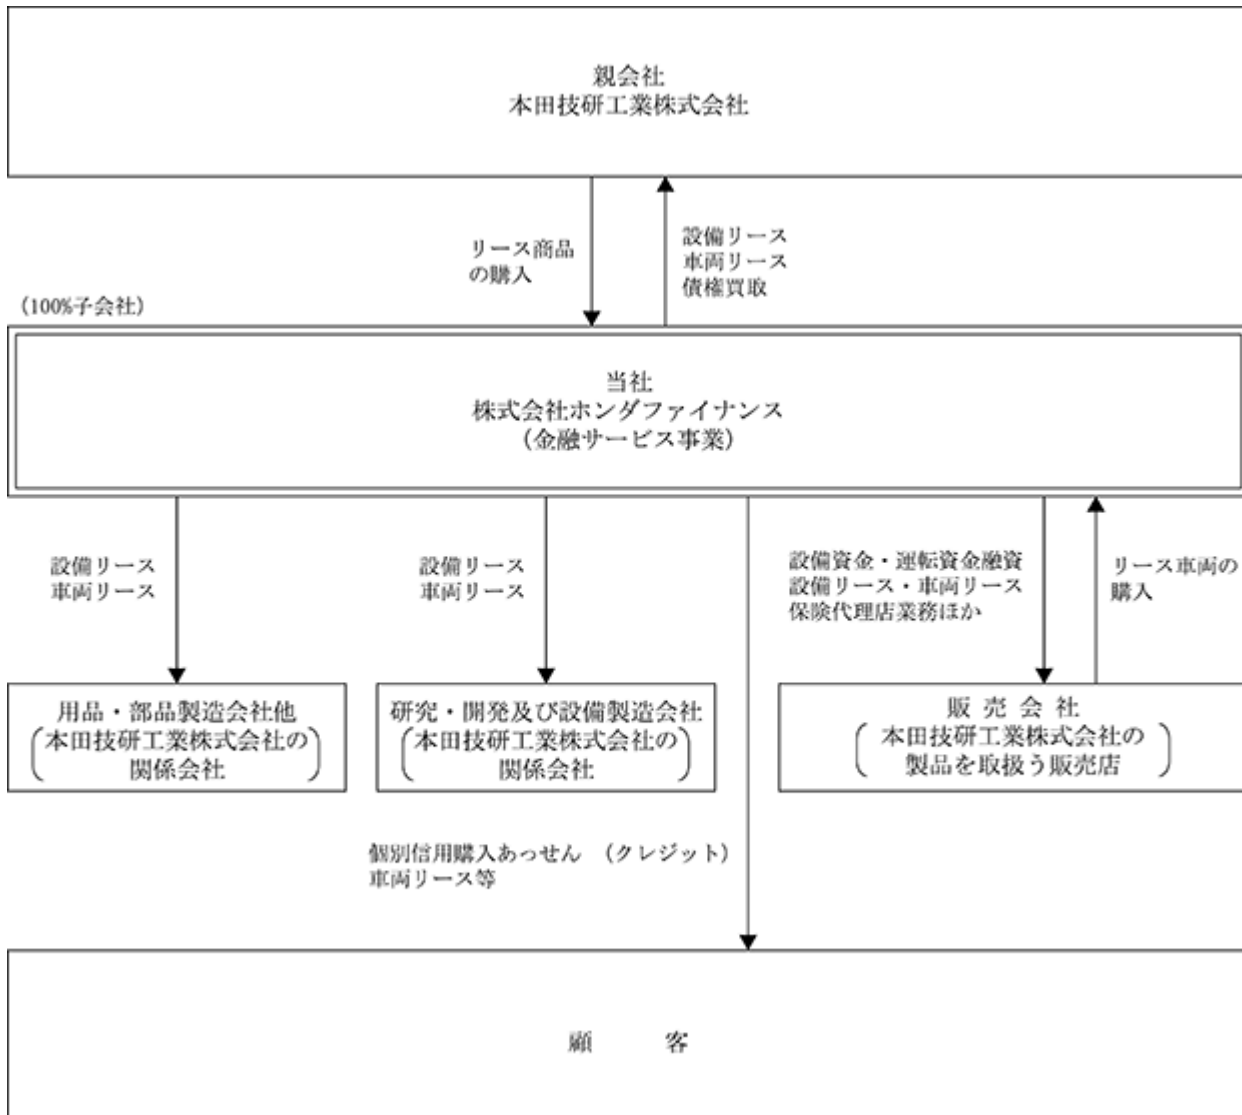 親会社
本田技研工業株式会社
リース商品
の購入
設備リース
車両リース
債権買取
(100%子会社)
当社
株式会社ホンダファイナンス
(金融サービス事業)
設備リース
車両リース
設備リース
車両リース
設備資金・運転資金融資
設備リース・車両リース
保険代理店業務ほか
リース車両の
購入
用品・部品製造会社他
(本田技研工業株式会社の
関係会社)
研究・開発及び設備製造会社
(本田技研工業株式会社の
関係会社)
販売会社
(本田技研工業株式会社の
製品を取扱う販売店)
個別信用購入あっせん (クレジット)
車両リース等
顧客